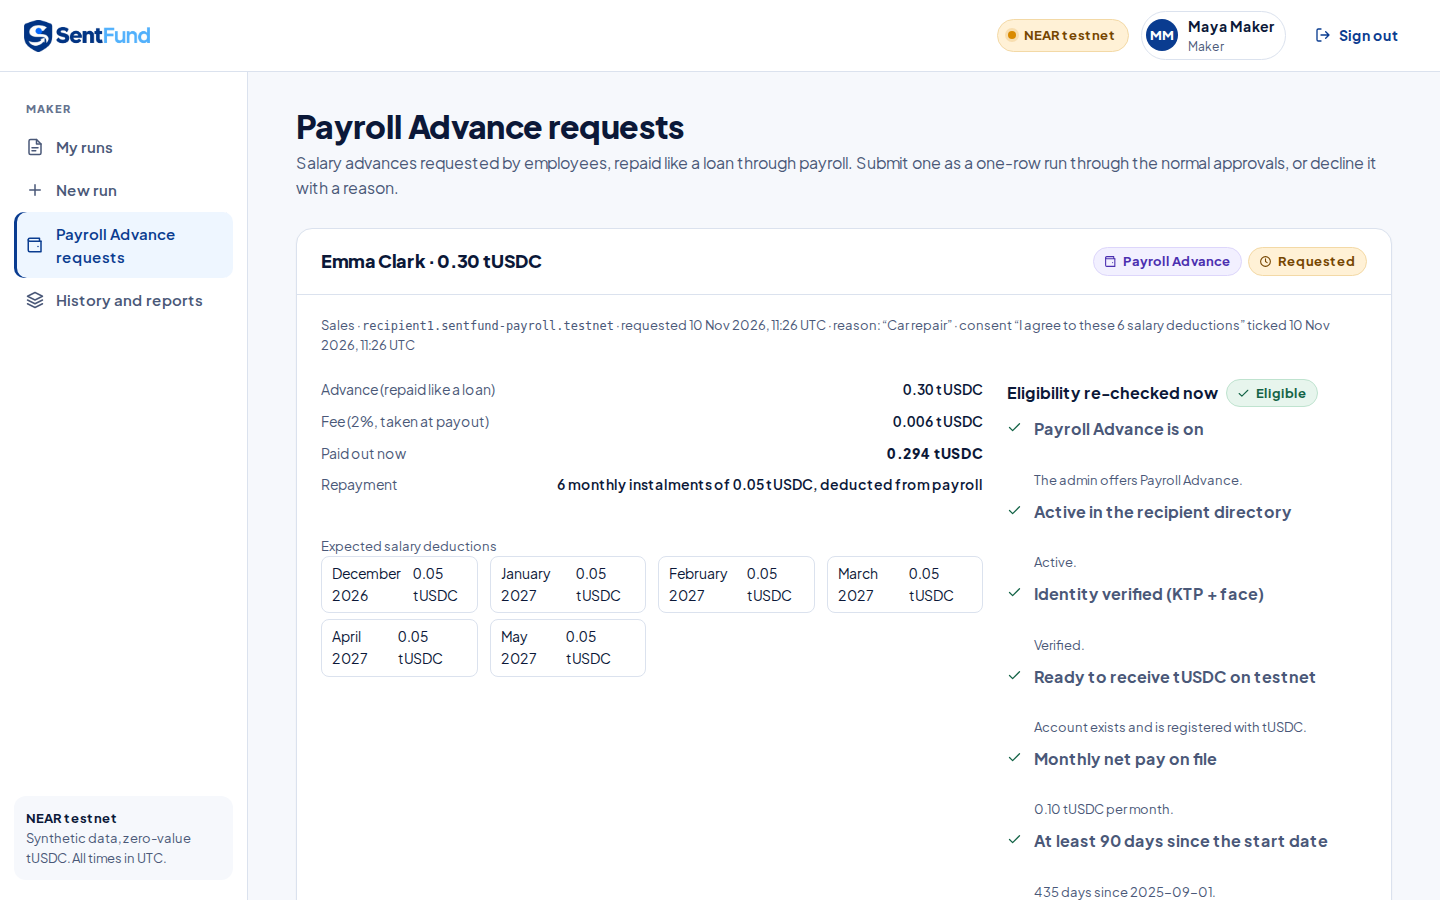 SentFund
NEAR testnet
MM
Maya Maker
Maker
Sign out
MAKER
My runs
New run
Payroll Advance
requests
History and reports
NEAR testnet
Synthetic data, zero-value
tUSDC. All times in UTC.
Payroll Advance requests
Salary advances requested by employees, repaid like a loan through payroll. Submit one as a one-row run through the normal approvals, or decline it
with a reason.
Emma Clark · 0.30 tUSDC
Payroll Advance
Requested
Sales · recipient1.sentfund-payroll.testnet · requested 10 Nov 2026, 11:26 UTC · reason: “Car repair” · consent “I agree to these 6 salary deductions” ticked 10 Nov
2026, 11:26 UTC
Advance (repaid like a loan) 0.30 tUSDC
Fee (2%, taken at payout) 0.006 tUSDC
Paid out now 0.294 tUSDC
Repayment 6 monthly instalments of 0.05 tUSDC, deducted from payroll
Expected salary deductions
December 2026 0.05 tUSDC
January 2027 0.05 tUSDC
February 2027 0.05 tUSDC
March 2027 0.05 tUSDC
April 2027 0.05 tUSDC
May 2027 0.05 tUSDC
Eligibility re-checked now
Eligible
Payroll Advance is on
The admin offers Payroll Advance.
Active in the recipient directory
Active.
Identity verified (KTP + face)
Verified.
Ready to receive tUSDC on testnet
Account exists and is registered with tUSDC.
Monthly net pay on file
0.10 tUSDC per month.
At least 90 days since the start date
435 days since 2025-09-01.